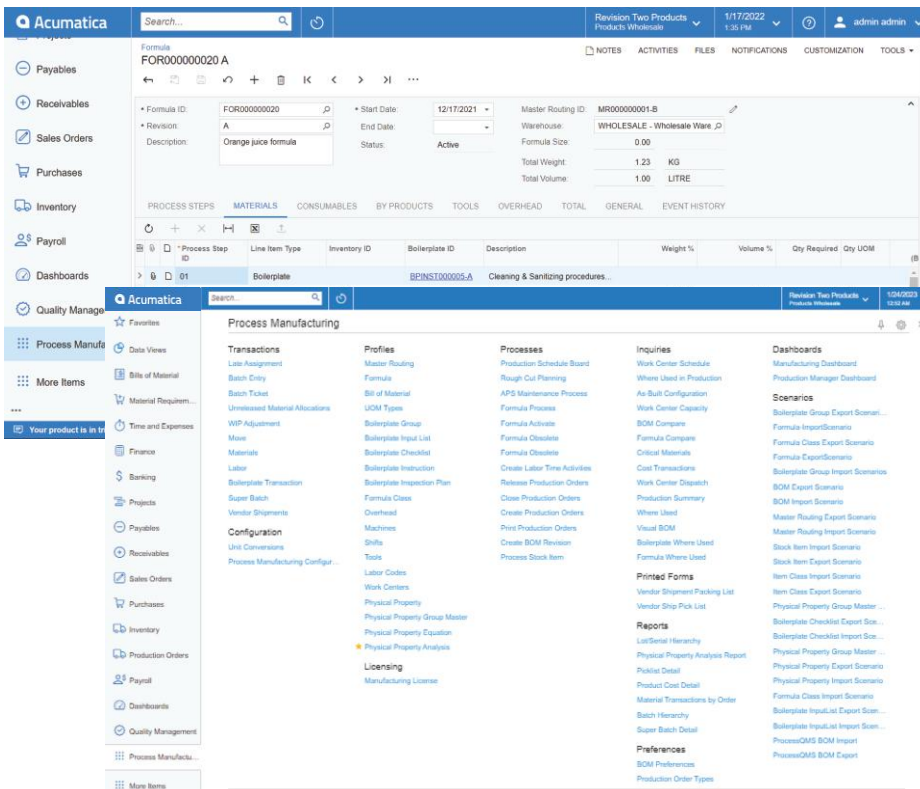 Acumatica
Search...
Revision Two Products
Products Wholesale
1/17/2022
1:35 PM
admin admin
Payables
Receivables
Sales Orders
Purchases
Inventory
Payroll
Dashboards
Quality Manage
Process Manufa
More Items
...
Your product is in tri
Formula
FOR000000020 A
NOTES ACTIVITIES FILES NOTIFICATIONS CUSTOMIZATION TOOLS
* Formula ID: FOR000000020 * Start Date: 12/17/2021 Master Routing ID: MR000000001-B
* Revision: A End Date: Warehouse: WHOLESALE - Wholesale Ware
Description: Orange juice formula Status: Active Formula Size: 0.00
Total Weight: 1.23 KG
Total Volume: 1.00 LITRE
PROCESS STEPS MATERIALS CONSUMABLES BY PRODUCTS TOOLS OVERHEAD TOTAL GENERAL EVENT HISTORY
* Process Step ID Line Item Type Inventory ID Boilerplate ID Description Weight % Volume % Qty Required Qty UOM
(B
01 Boilerplate BPINST000005-A Cleaning & Sanitizing procedures...
Acumatica
Search...
Revision Two Products
Products Wholesale
1/24/2023
12:52 AM
Favorites
Data Views
Bills of Material
Material Requirem...
Time and Expenses
Finance
Banking
Projects
Payables
Receivables
Sales Orders
Purchases
Inventory
Production Orders
Payroll
Dashboards
Quality Management
Process Manufactu...
More Items
Process Manufacturing
Transactions
Late Assignment
Batch Entry
Batch Ticket
Unreleased Material Allocations
WIP Adjustment
Move
Materials
Labor
Boilerplate Transaction
Super Batch
Vendor Shipments
Configuration
Unit Conversions
Process Manufacturing Configur...
Profiles
Master Routing
Formula
Bill of Material
UOM Types
Boilerplate Group
Boilerplate Input List
Boilerplate Checklist
Boilerplate Instruction
Boilerplate Inspection Plan
Formula Class
Overhead
Machines
Shifts
Tools
Labor Codes
Work Centers
Physical Property
Physical Property Group Master
Physical Property Equation
Physical Property Analysis
Licensing
Manufacturing License
Processes
Production Schedule Board
Rough Cut Planning
APS Maintenance Process
Formula Process
Formula Activate
Formula Obsolete
Formula Obsolete
Create Labor Time Activities
Release Production Orders
Close Production Orders
Create Production Orders
Print Production Orders
Create BOM Revision
Process Stock Item
Inquiries
Work Center Schedule
Where Used in Production
As-Built Configuration
Work Center Capacity
BOM Compare
Formula Compare
Critical Materials
Cost Transactions
Work Center Dispatch
Production Summary
Where Used
Visual BOM
Boilerplate Where Used
Formula Where Used
Printed Forms
Vendor Shipment Packing List
Vendor Ship Pick List
Reports
Lot/Serial Hierarchy
Physical Property Analysis Report
Picklist Detail
Product Cost Detail
Material Transactions by Order
Batch Hierarchy
Super Batch Detail
Preferences
BOM Preferences
Production Order Types
Dashboards
Manufacturing Dashboard
Production Manager Dashboard
Scenarios
Boilerplate Group Export Scenari...
Formula ImportScenario
Formula Class Export Scenario
Formula ExportScenario
Boilerplate Group Import Scenarios
BOM Export Scenario
BOM Import Scenario
Master Routing Export Scenario
Master Routing Import Scenario
Stock Item Import Scenario
Stock Item Export Scenario
Item Class Import Scenario
Item Class Export Scenario
Physical Property Group Master ...
Boilerplate Checklist Export Sce...
Boilerplate Checklist Import Sce...
Physical Property Group Master ...
Physical Property Export Scenario
Physical Property Import Scenario
Formula Class Import Scenario
Boilerplate InputList Export Scen...
Boilerplate InputList Import Scen...
ProcessQMS BOM Import
ProcessQMS BOM Export